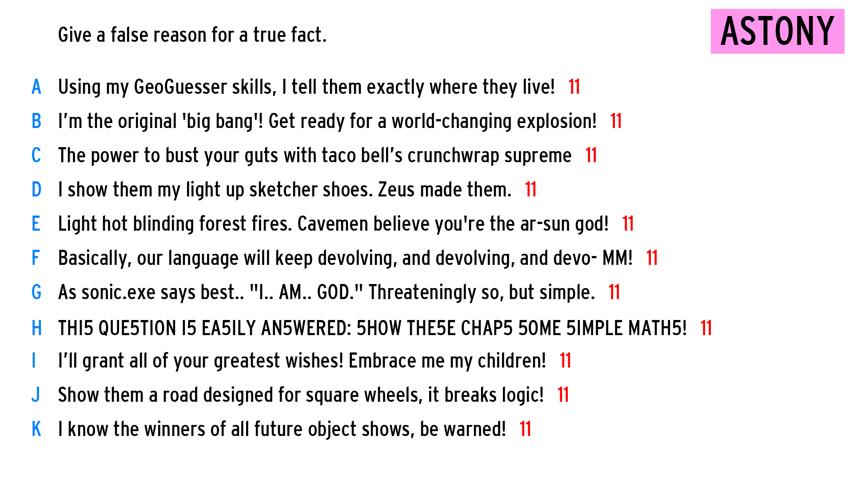 Give a false reason for a true fact.
ASTONY
A Using my GeoGuesser skills, I tell them exactly where they live! 11
B I'm the original 'big bang'! Get ready for a world-changing explosion! 11
C The power to bust your guts with taco bell's crunchwrap supreme 11
D I show them my light up sketcher shoes. Zeus made them. 11
E Light hot blinding forest fires. Cavemen believe you're the ar-sun god! 11
F Basically, our language will keep devolving, and devolving, and devo- MM! 11
G As sonic.exe says best.. "I.. AM.. GOD." Threateningly so, but simple. 11
H THI5 QUE5TION I5 EA5ILY AN5WERED: 5HOW THE5E CHAP5 5OME 5IMPLE MATH5! 11
I I'll grant all of your greatest wishes! Embrace me my children! 11
J Show them a road designed for square wheels, it breaks logic! 11
K I know the winners of all future object shows, be warned! 11